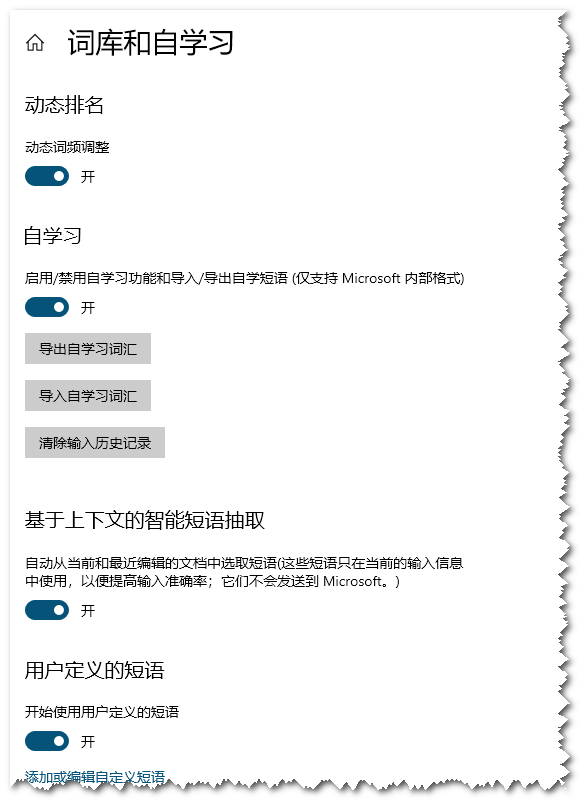 词库和自学习
动态排名
动态词频调整
开
自学习
启用/禁用自学习功能和导入/导出自学短语 (仅支持 Microsoft 内部格式)
开
导出自学习词汇
导入自学习词汇
清除输入历史记录
基于上下文的智能短语抽取
自动从当前和最近编辑的文档中选取短语(这些短语只在当前的输入信息
中使用，以便提高输入准确率；它们不会发送到 Microsoft。)
开
用户定义的短语
开始使用用户定义的短语
开
添加或编辑自定义短语